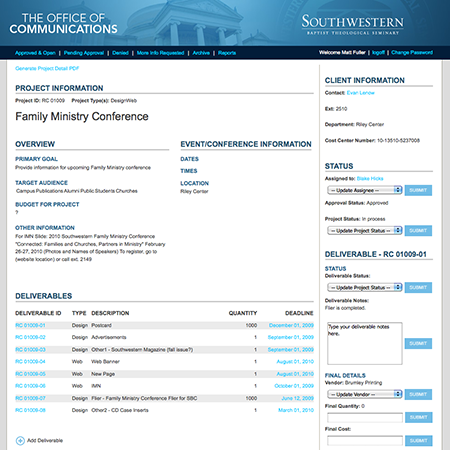 THE OFFICE OF
COMMUNICATIONS
SOUTHWESTERN
BAPTIST THEOLOGICAL SEMINARY
Approved & Open | Pending Approval | Denied | More Info Requested | Archive | Reports
Welcome Matt Fuller | logoff | Change Password
Generate Project Detail PDF
PROJECT INFORMATION
Project ID: RC 01009 Project Type(s): DesignWeb
Family Ministry Conference
OVERVIEW
PRIMARY GOAL
Provide information for upcoming Family Ministry conference
TARGET AUDIENCE
Campus Publications Alumni Public Students Churches
BUDGET FOR PROJECT
?
OTHER INFORMATION
For IMN Slide: 2010 Southwestern Family Ministry Conference
"Connected: Families and Churches, Partners in Ministry" February
26-27, 2010 (Photos and Names of Speakers) To register, go to
(website location) or call ext. 2149
EVENT/CONFERENCE INFORMATION
DATES
TIMES
LOCATION
Riley Center
DELIVERABLES
DELIVERABLE ID TYPE DESCRIPTION QUANTITY DEADLINE
RC 01009-01 Design Postcard 1000 December 01, 2009
RC 01009-02 Design Advertisements 1 September 01, 2009
RC 01009-03 Design Other1 - Southwestern Magazine (fall issue?) 1 September 01, 2009
RC 01009-04 Web Web Banner 1 August 01, 2010
RC 01009-05 Web New Page 1 August 01, 2010
RC 01009-06 Web IMN 1 October 01, 2009
RC 01009-07 Design Flier - Family Ministry Conference Flier for SBC 1000 June 12, 2009
RC 01009-08 Design Other2 - CD Case Inserts 1 March 01, 2010
Add Deliverable
CLIENT INFORMATION
Contact: Evan Lenow
Ext: 2510
Department: Riley Center
Cost Center Number: 10-13510-5237008
STATUS
Assigned to: Blake Hicks
-- Update Assignee -- SUBMIT
Approval Status: Approved
Project Status: In process
-- Update Project Status -- SUBMIT
DELIVERABLE - RC 01009-01
STATUS
Deliverable Status:
-- Update Project Status -- SUBMIT
Deliverable Notes:
Flier is completed.
Type your deliverable notes
here.
SUBMIT
FINAL DETAILS
Vendor: Brumley Printing
-- Update Vendor -- SUBMIT
Final Quantity: 0
SUBMIT
Final Cost:
SUBMIT